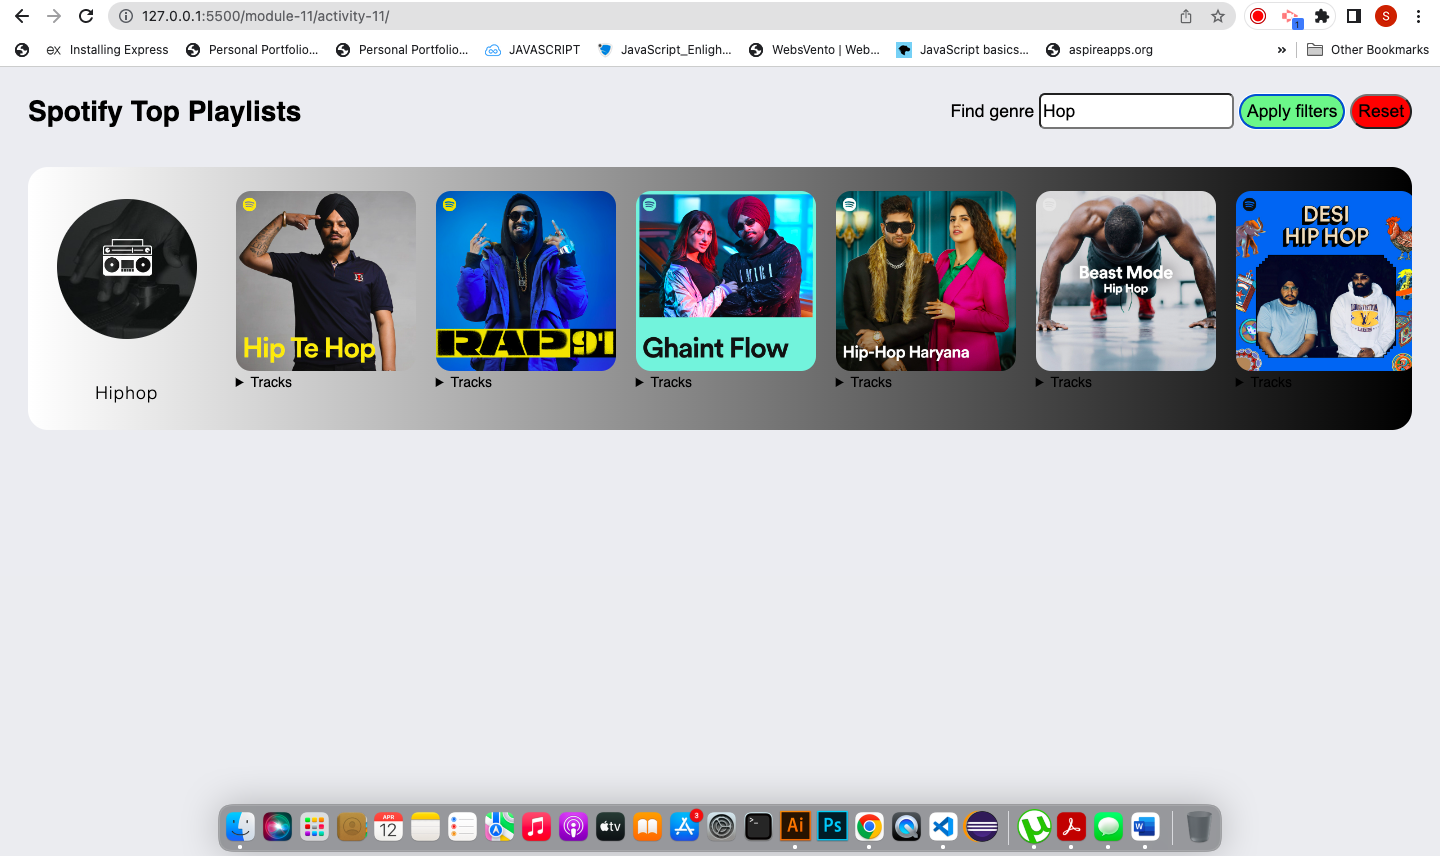 127.0.0.1:5500/module-11/activity-11/
S
1
ex Installing Express
Personal Portfolio...
Personal Portfolio...
JAVASCRIPT
JavaScript_Enligh...
WebsVento | Web...
JavaScript basics...
aspireapps.org
»
Other Bookmarks
Spotify Top Playlists
Find genre
Hop
Apply filters
Reset
Hiphop
Hip Te Hop
Tracks
RAP 91
Tracks
AMIRI
Ghaint Flow
Tracks
Hip-Hop Haryana
Tracks
Beast Mode
Hip Hop
Tracks
DESI
HIP HOP
Tracks
APR
12
tv
3
Ai
Ps
W